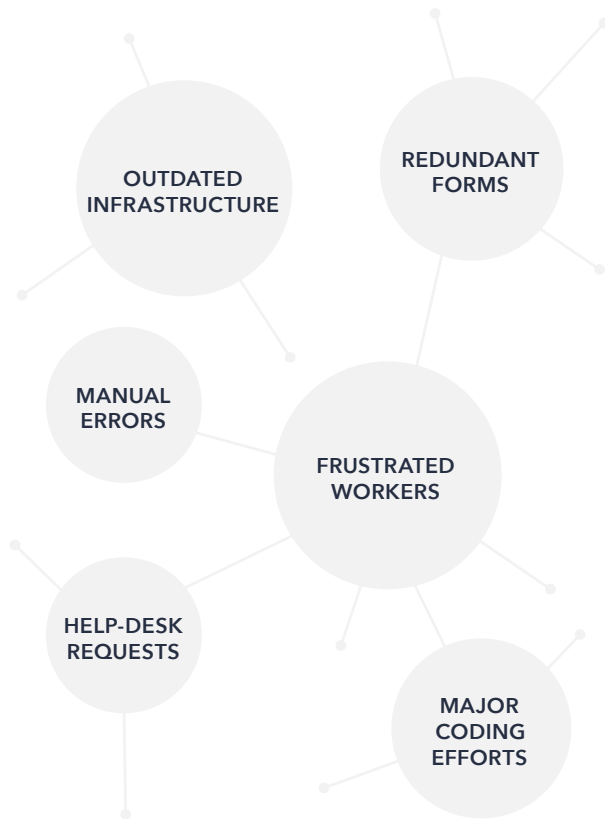 OUTDATED
INFRASTRUCTURE
REDUNDANT
FORMS
MANUAL
ERRORS
FRUSTRATED
WORKERS
HELP-DESK
REQUESTS
MAJOR
CODING
EFFORTS